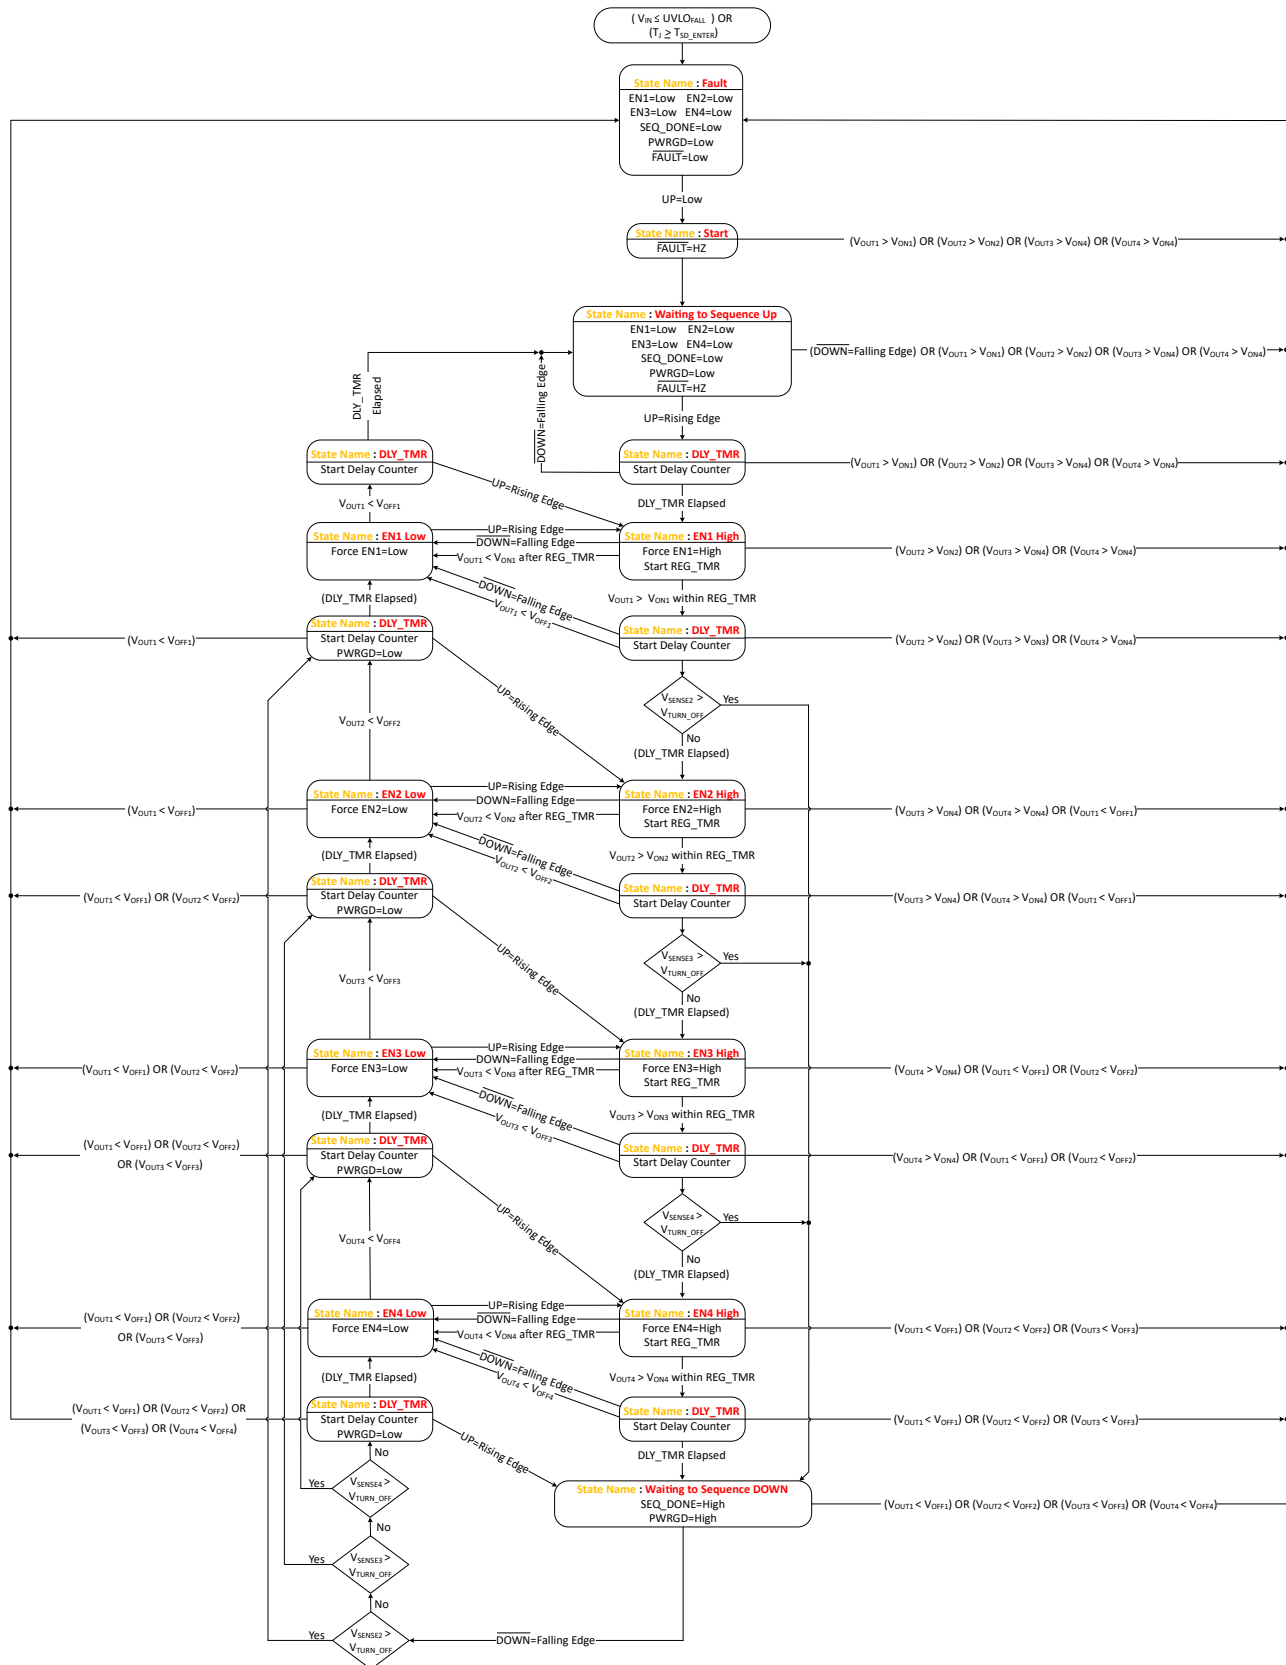 ( VIN ≤ UVLOFALL ) OR
(TJ ≥ TSD_ENTER)
State Name : Fault
EN1=Low EN2=Low
EN3=Low EN4=Low
SEQ_DONE=Low
PWRGD=Low
FAULT=Low
UP=Low
State Name : Start
FAULT=HZ
(VOUT1 > VON1) OR (VOUT2 > VON2) OR (VOUT3 > VON4) OR (VOUT4 > VON4)
State Name : Waiting to Sequence Up
EN1=Low EN2=Low
EN3=Low EN4=Low
SEQ_DONE=Low
PWRGD=Low
FAULT=HZ
(DOWN=Falling Edge) OR (VOUT1 > VON1) OR (VOUT2 > VON2) OR (VOUT3 > VON4) OR (VOUT4 > VON4)
DLY_TMR
Elapsed
DOWN=Falling Edge
UP=Rising Edge
State Name : DLY_TMR
Start Delay Counter
State Name : DLY_TMR
Start Delay Counter
(VOUT1 > VON1) OR (VOUT2 > VON2) OR (VOUT3 > VON4) OR (VOUT4 > VON4)
UP=Rising Edge
VOUT1 < VOFF1
DLY_TMR Elapsed
State Name : EN1 Low
Force EN1=Low
UP=Rising Edge
DOWN=Falling Edge
VOUT1 < VON1 after REG_TMR
State Name : EN1 High
Force EN1=High
Start REG_TMR
(VOUT2 > VON2) OR (VOUT3 > VON4) OR (VOUT4 > VON4)
(DLY_TMR Elapsed)
DOWN=Falling Edge
VOUT1 < VOFF1
VOUT1 > VON1 within REG_TMR
(VOUT1 < VOFF1)
State Name : DLY_TMR
Start Delay Counter
PWRGD=Low
State Name : DLY_TMR
Start Delay Counter
(VOUT2 > VON2) OR (VOUT3 > VON3) OR (VOUT4 > VON4)
UP=Rising Edge
VSENSE2 >
VTURN_OFF
Yes
No
VOUT2 < VOFF2
(DLY_TMR Elapsed)
(VOUT1 < VOFF1)
State Name : EN2 Low
Force EN2=Low
UP=Rising Edge
DOWN=Falling Edge
VOUT2 < VON2 after REG_TMR
State Name : EN2 High
Force EN2=High
Start REG_TMR
(VOUT3 > VON4) OR (VOUT4 > VON4) OR (VOUT1 < VOFF1)
(DLY_TMR Elapsed)
DOWN=Falling Edge
VOUT2 < VOFF2
VOUT2 > VON2 within REG_TMR
(VOUT1 < VOFF1) OR (VOUT2 < VOFF2)
State Name : DLY_TMR
Start Delay Counter
PWRGD=Low
State Name : DLY_TMR
Start Delay Counter
(VOUT3 > VON4) OR (VOUT4 > VON4) OR (VOUT1 < VOFF1)
UP=Rising Edge
VSENSE3 >
VTURN_OFF
Yes
No
VOUT3 < VOFF3
(DLY_TMR Elapsed)
(VOUT1 < VOFF1) OR (VOUT2 < VOFF2)
State Name : EN3 Low
Force EN3=Low
UP=Rising Edge
DOWN=Falling Edge
VOUT3 < VON3 after REG_TMR
State Name : EN3 High
Force EN3=High
Start REG_TMR
(VOUT4 > VON4) OR (VOUT1 < VOFF1) OR (VOUT2 < VOFF2)
(DLY_TMR Elapsed)
DOWN=Falling Edge
VOUT3 < VOFF3
VOUT3 > VON3 within REG_TMR
(VOUT1 < VOFF1) OR (VOUT2 < VOFF2)
OR (VOUT3 < VOFF3)
State Name : DLY_TMR
Start Delay Counter
PWRGD=Low
State Name : DLY_TMR
Start Delay Counter
(VOUT4 > VON4) OR (VOUT1 < VOFF1) OR (VOUT2 < VOFF2)
UP=Rising Edge
VSENSE4 >
VTURN_OFF
Yes
No
VOUT4 < VOFF4
(DLY_TMR Elapsed)
(VOUT1 < VOFF1) OR (VOUT2 < VOFF2)
OR (VOUT3 < VOFF3)
State Name : EN4 Low
Force EN4=Low
UP=Rising Edge
DOWN=Falling Edge
VOUT4 < VON4 after REG_TMR
State Name : EN4 High
Force EN4=High
Start REG_TMR
(VOUT1 < VOFF1) OR (VOUT2 < VOFF2) OR (VOUT3 < VOFF3)
(DLY_TMR Elapsed)
DOWN=Falling Edge
VOUT4 < VOFF4
VOUT4 > VON4 within REG_TMR
(VOUT1 < VOFF1) OR (VOUT2 < VOFF2) OR
(VOUT3 < VOFF3) OR (VOUT4 < VOFF4)
State Name : DLY_TMR
Start Delay Counter
PWRGD=Low
State Name : DLY_TMR
Start Delay Counter
(VOUT1 < VOFF1) OR (VOUT2 < VOFF2) OR (VOUT3 < VOFF3)
UP=Rising Edge
DLY_TMR Elapsed
No
Yes
VSENSE4 >
VTURN_OFF
State Name : Waiting to Sequence DOWN
SEQ_DONE=High
PWRGD=High
(VOUT1 < VOFF1) OR (VOUT2 < VOFF2) OR (VOUT3 < VOFF3) OR (VOUT4 < VOFF4)
No
Yes
VSENSE3 >
VTURN_OFF
No
Yes
VSENSE2 >
VTURN_OFF
DOWN=Falling Edge